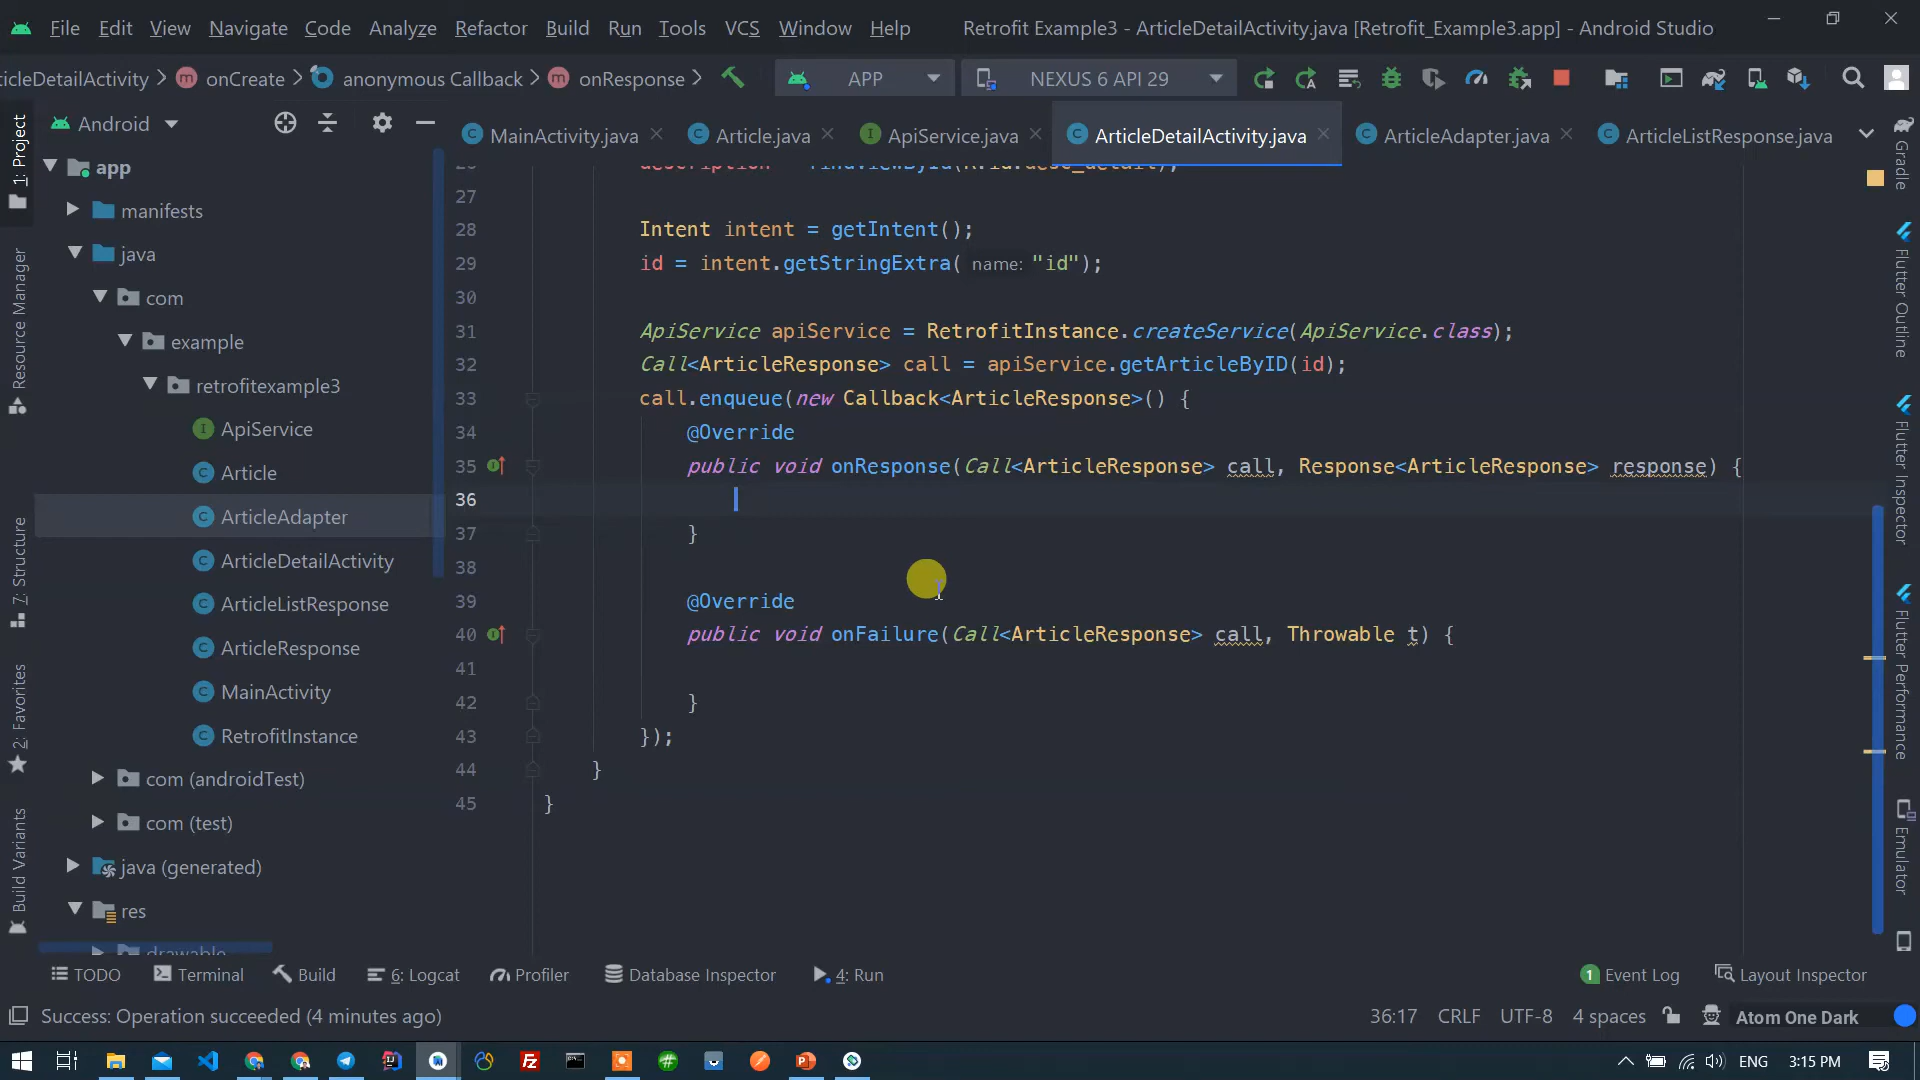 File Edit View Navigate Code Analyze Refactor Build Run Tools VCS Window Help Retrofit Example3 - ArticleDetailActivity.java [Retrofit_Example3.app] - Android Studio
ticleDetailActivity onCreate anonymous Callback onResponse APP NEXUS 6 API 29
Android
MainActivity.java Article.java ApiService.java ArticleDetailActivity.java ArticleAdapter.java ArticleListResponse.java
1: Project
Resource Manager
7: Structure
2: Favorites
Build Variants
app
manifests
java
com
example
retrofitexample3
ApiService
Article
ArticleAdapter
ArticleDetailActivity
ArticleListResponse
ArticleResponse
MainActivity
RetrofitInstance
com (androidTest)
com (test)
java (generated)
res
drawable
26 description = findViewById(R.id.desc_detail);
27
28 Intent intent = getIntent();
29 id = intent.getStringExtra( name: "id");
30
31 ApiService apiService = RetrofitInstance.createService(ApiService.class);
32 Call<ArticleResponse> call = apiService.getArticleByID(id);
33 call.enqueue(new Callback<ArticleResponse>() {
34 @Override
35 public void onResponse(Call<ArticleResponse> call, Response<ArticleResponse> response) {
36
37 }
38
39 @Override
40 public void onFailure(Call<ArticleResponse> call, Throwable t) {
41
42 }
43 });
44 }
45 }
Gradle
Flutter Outline
Flutter Inspector
Flutter Performance
Emulator
TODO Terminal Build 6: Logcat Profiler Database Inspector 4: Run 1 Event Log Layout Inspector
Success: Operation succeeded (4 minutes ago) 36:17 CRLF UTF-8 4 spaces Atom One Dark
ENG 3:15 PM